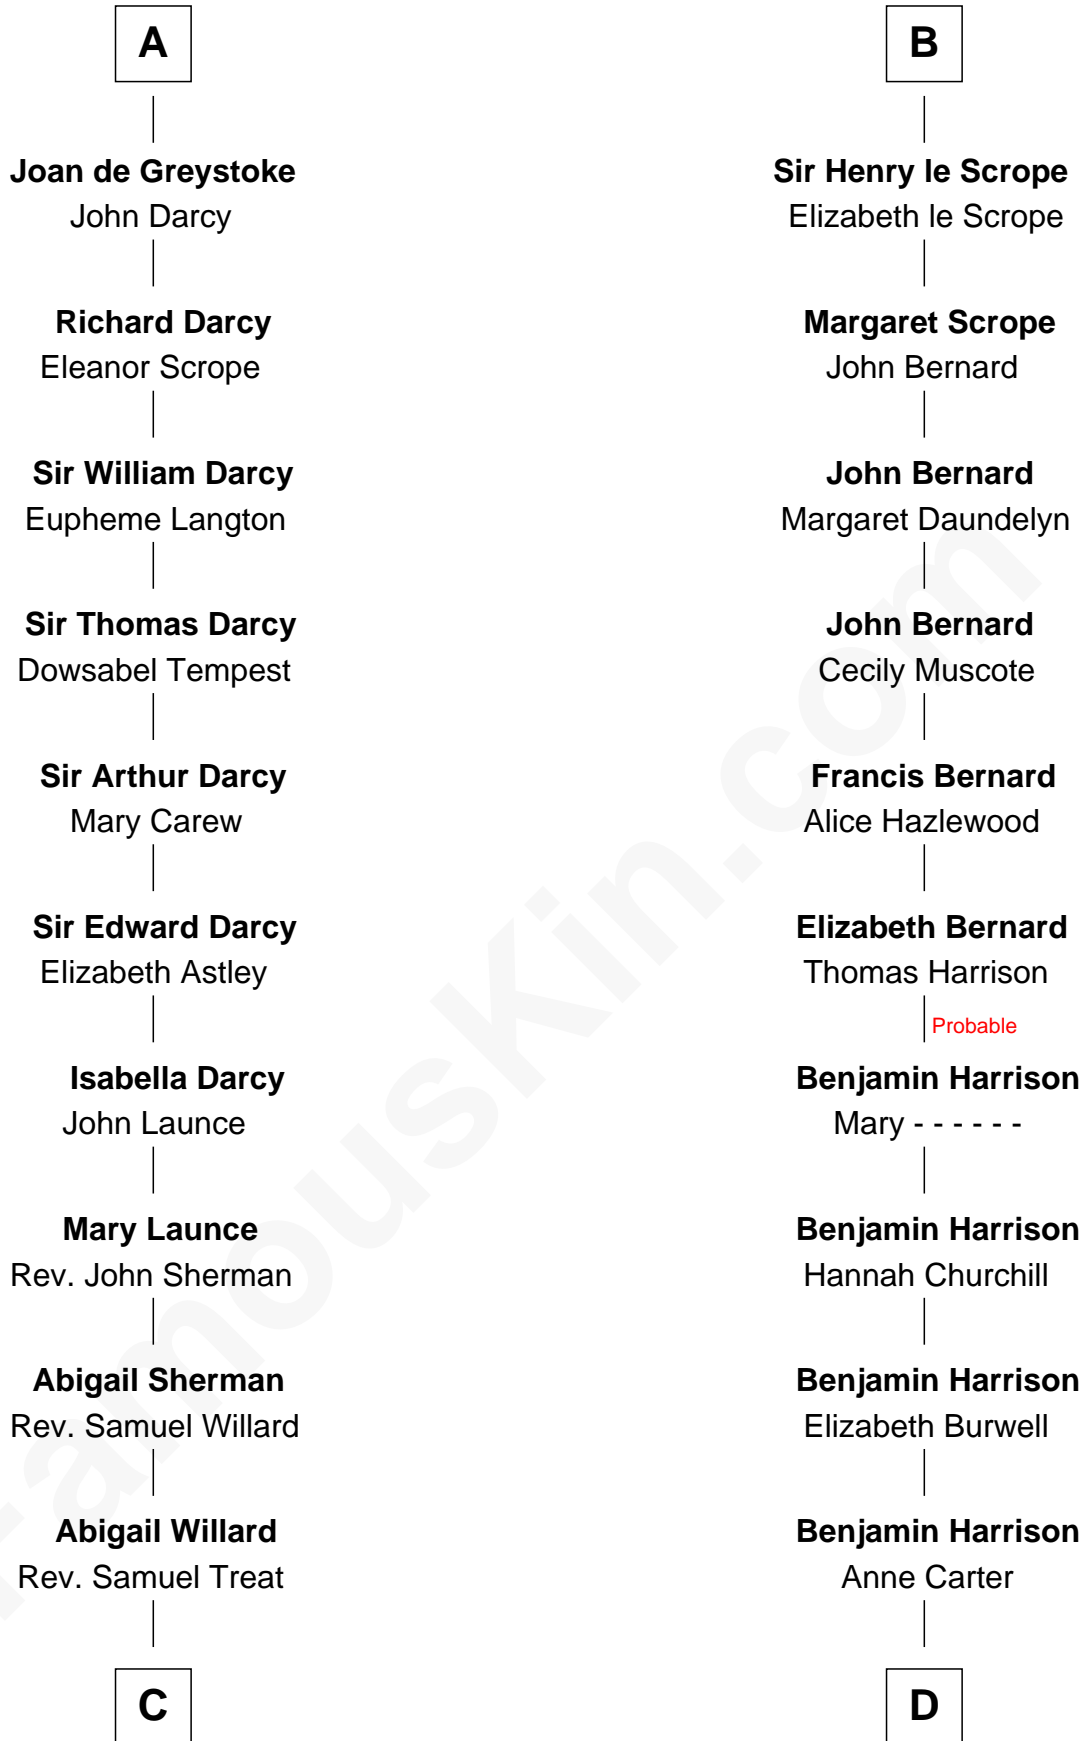 A
Joan de Greystoke
John Darcy
Richard Darcy
Eleanor Scrope
Sir William Darcy
Eupheme Langton
Sir Thomas Darcy
Dowsabel Tempest
Sir Arthur Darcy
Mary Carew
Sir Edward Darcy
Elizabeth Astley
Isabella Darcy
John Launce
Mary Launce
Rev. John Sherman
Abigail Sherman
Rev. Samuel Willard
Abigail Willard
Rev. Samuel Treat
C
B
Sir Henry le Scrope
Elizabeth le Scrope
Margaret Scrope
John Bernard
John Bernard
Margaret Daundelyn
John Bernard
Cecily Muscote
Francis Bernard
Alice Hazlewood
Elizabeth Bernard
Thomas Harrison
Probable
Benjamin Harrison
Mary - - - - - -
Benjamin Harrison
Hannah Churchill
Benjamin Harrison
Elizabeth Burwell
Benjamin Harrison
Anne Carter
D
FamousKin.com